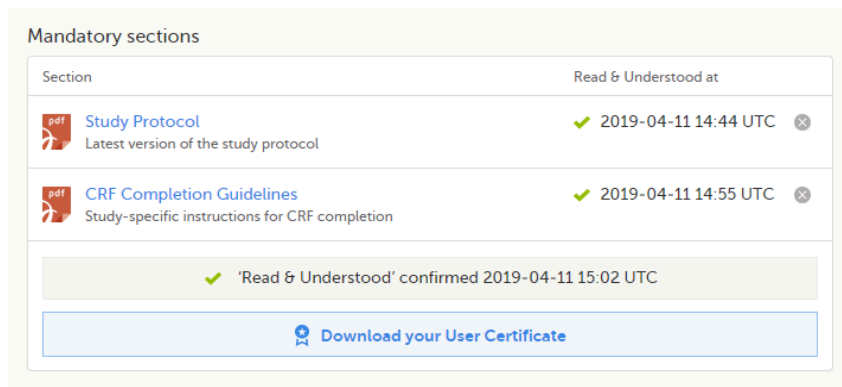 Mandatory sections
Section Read & Understood at
pdf Study Protocol 2019-04-11 14:44 UTC
Latest version of the study protocol
pdf CRF Completion Guidelines 2019-04-11 14:55 UTC
Study-specific instructions for CRF completion
'Read & Understood' confirmed 2019-04-11 15:02 UTC
Download your User Certificate